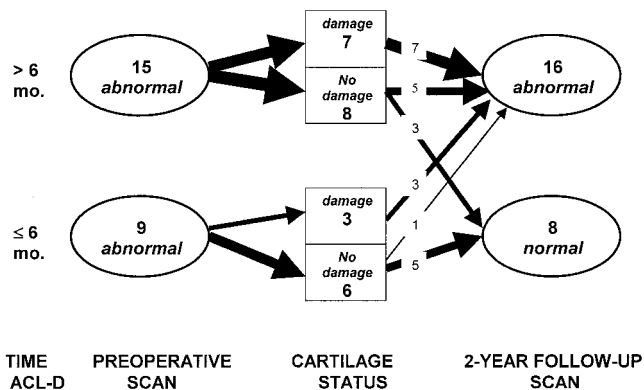 > 6
mo.
15
abnormal
damage
7
No
damage
8
7
5
3
16
abnormal
≤ 6
mo.
9
abnormal
damage
3
No
damage
6
3
1
5
8
normal
TIME
ACL-D
PREOPERATIVE
SCAN
CARTILAGE
STATUS
2-YEAR FOLLOW-UP
SCAN